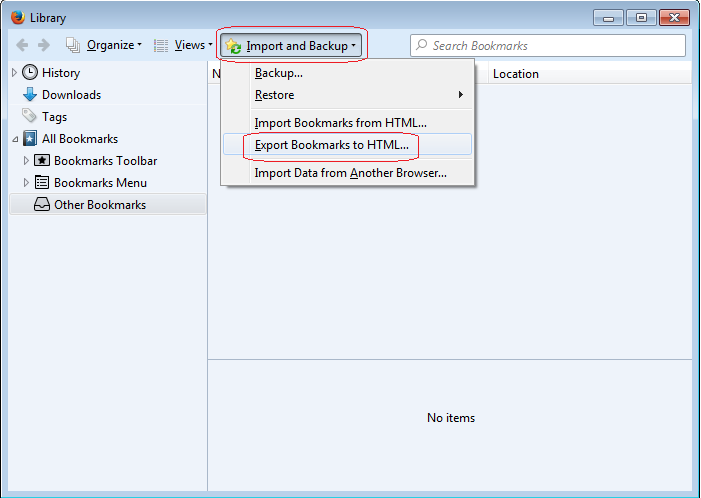 Library
Organize
Views
Import and Backup
Search Bookmarks
History
Downloads
Tags
All Bookmarks
Bookmarks Toolbar
Bookmarks Menu
Other Bookmarks
N
Location
Backup...
Restore
Import Bookmarks from HTML...
Export Bookmarks to HTML...
Import Data from Another Browser...
No items